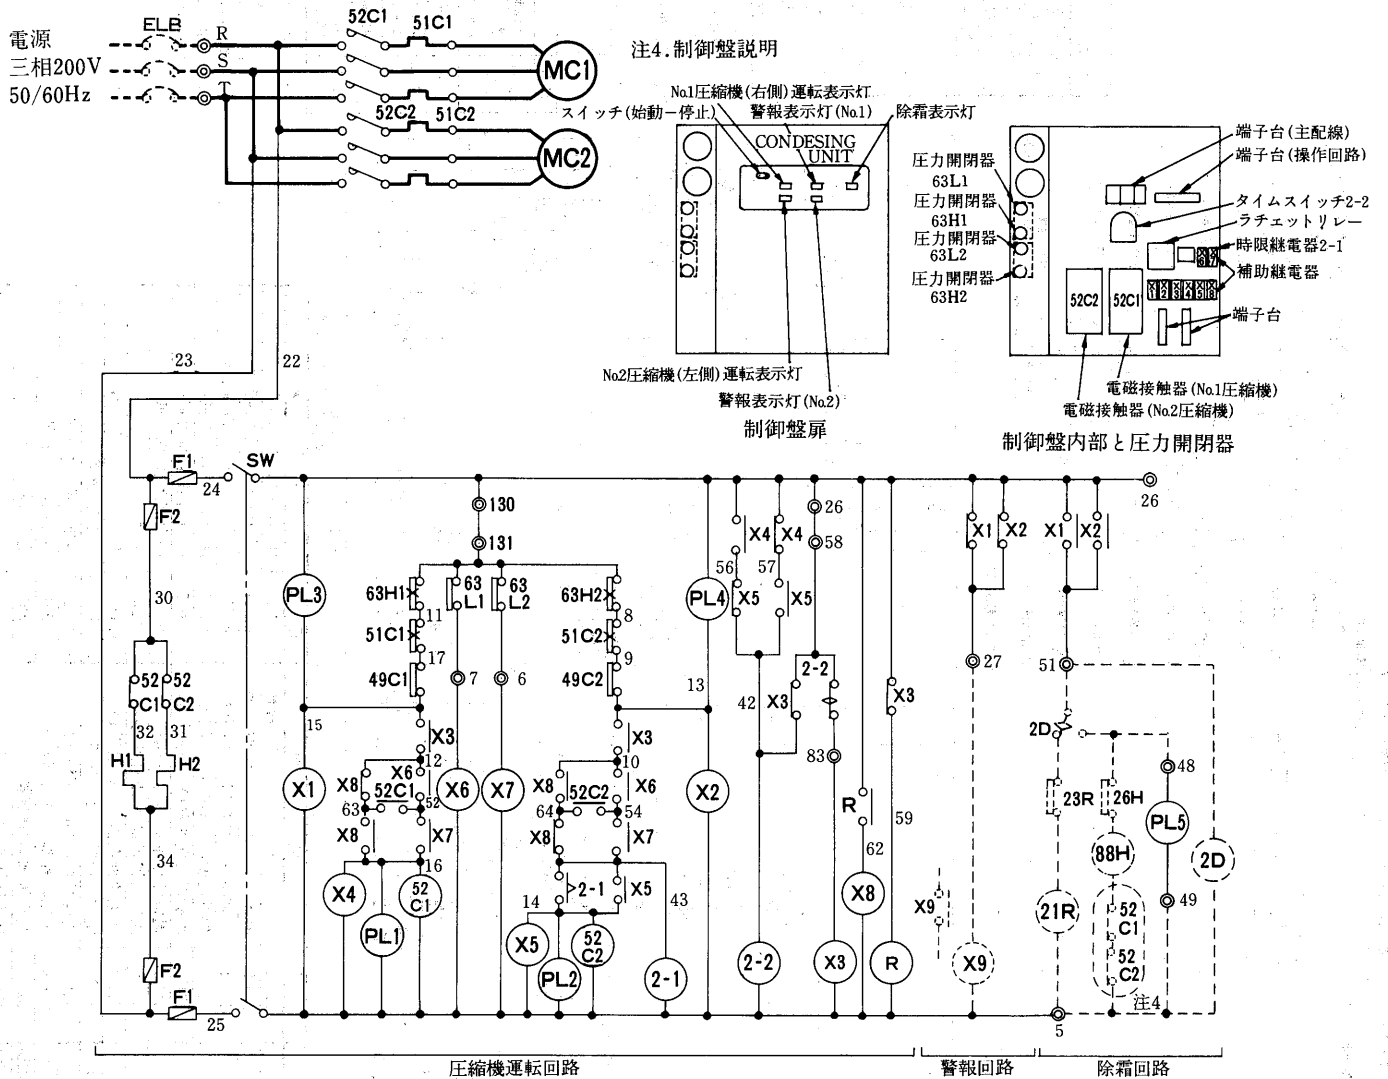 電源
三相200V
50/60Hz
ELB
R
S
T
52C1
51C1
MC1
52C2
51C2
MC2
23
22
注4.制御盤説明
No.1圧縮機(右側)運転表示灯
スイッチ(始動－停止)
警報表示灯(No.1)
除霜表示灯
CONDESING
UNIT
No.2圧縮機(左側)運転表示灯
警報表示灯(No.2)
制御盤扉
圧力開閉器
63L1
圧力開閉器
63H1
圧力開閉器
63L2
圧力開閉器
63H2
端子台(主配線)
端子台(操作回路)
タイムスイッチ2-2
ラチェットリレー
時限継電器2-1
補助継電器
端子台
52C2
52C1
X6
X7
X1
X2
X3
X4
X5
X8
電磁接触器(No.1圧縮機)
電磁接触器(No.2圧縮機)
制御盤内部と圧力開閉器
F1
24
SW
F2
30
52
C1
52
C2
32
31
H1
H2
34
F2
F1
25
130
131
26
PL3
63H1
11
51C1
17
49C1
63
L1
63
L2
7
6
63H2
8
51C2
9
49C2
PL4
13
X4
X4
56
57
X5
X5
26
58
42
X3
2-2
83
X3
X1
X2
27
X1
X2
26
51
15
X3
12
X8
X6
52C1
63
52
X8
X7
16
X1
X6
X7
X3
10
X8
X6
52C2
64
54
X8
X7
2-1
X5
14
43
X2
R
62
59
X8
X4
PL1
52
C1
X5
PL2
52
C2
2-1
2-2
X3
R
X9
X9
2D
23R
26H
48
PL5
88H
2D
21R
52
C1
52
C2
49
注4
5
圧縮機運転回路
警報回路
除霜回路